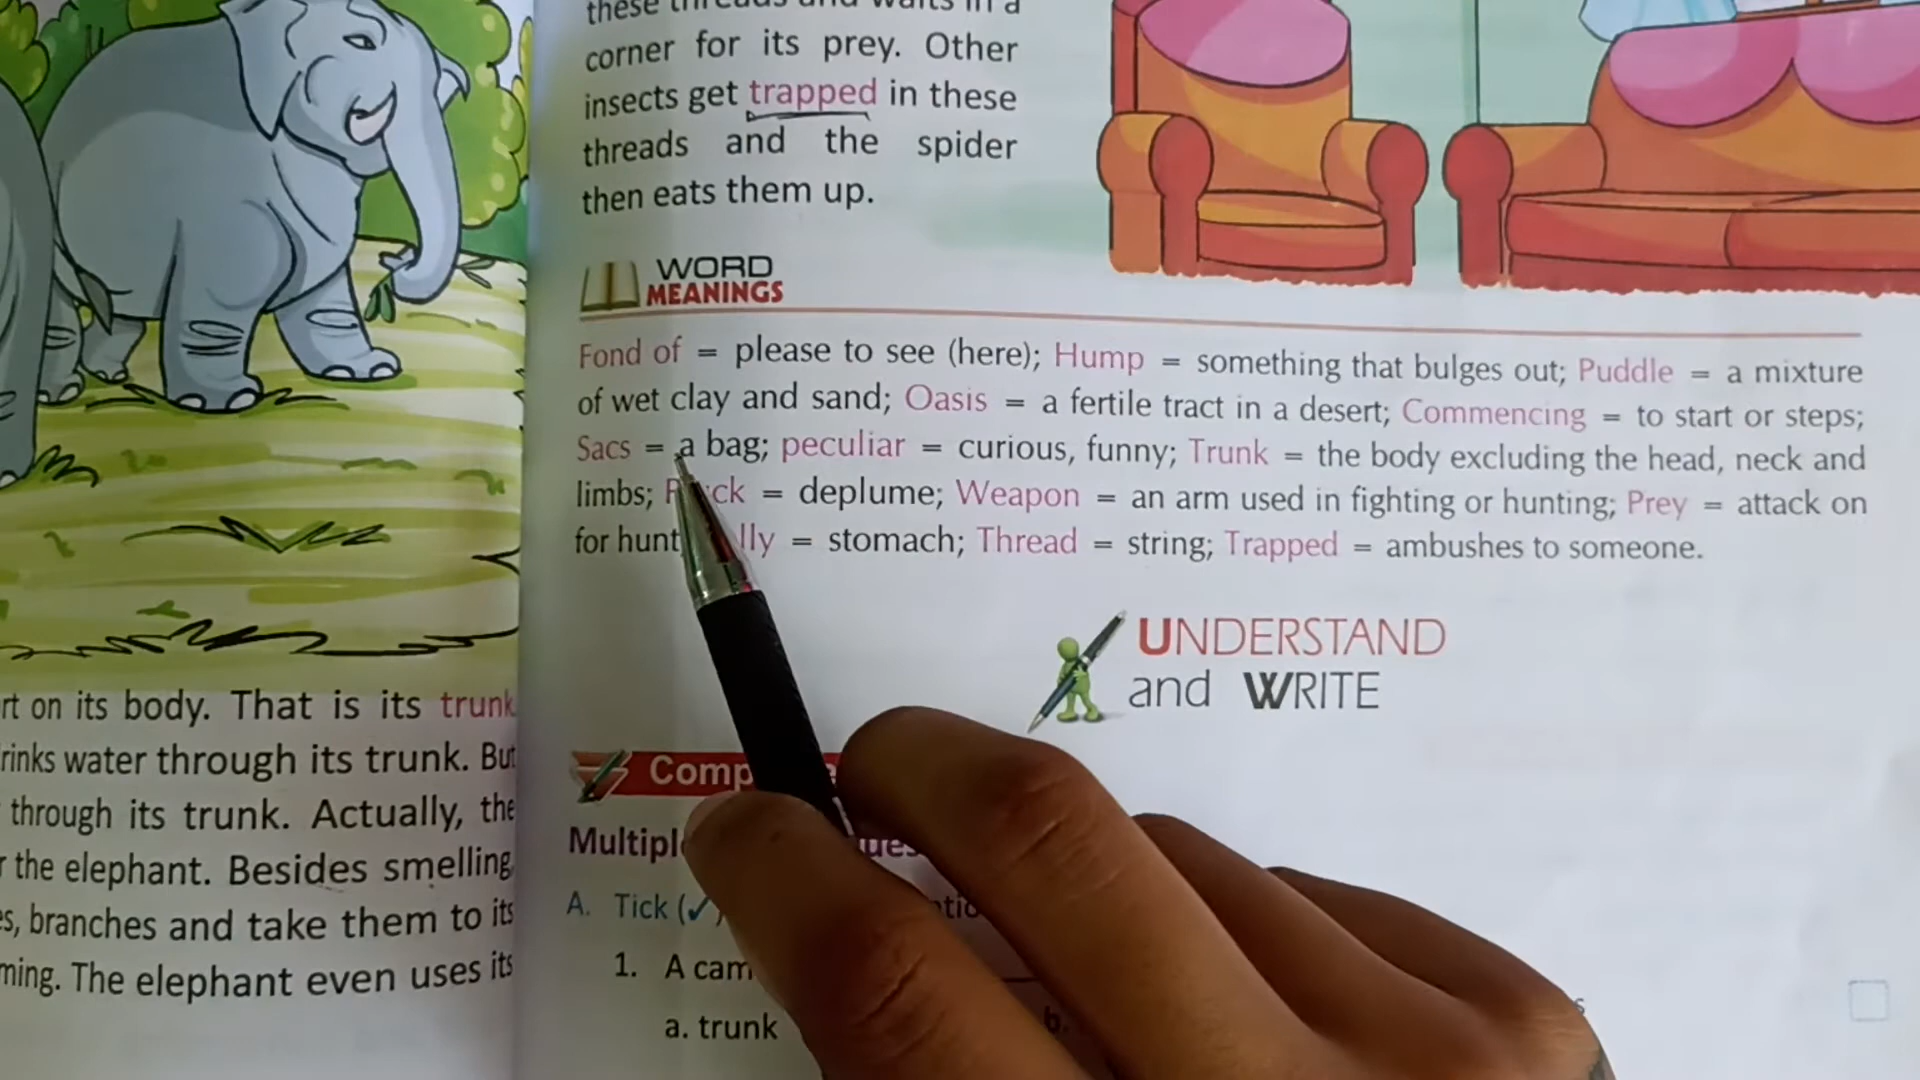 rt on its body. That is its trunk
rinks water through its trunk. But
through its trunk. Actually, the
the elephant. Besides smelling,
branches and take them to its
ming. The elephant even uses its
these threads and waits in a
corner for its prey. Other
insects get trapped in these
threads and the spider
then eats them up.
WORD
MEANINGS
Fond of = please to see (here); Hump = something that bulges out; Puddle = a mixture
of wet clay and sand; Oasis = a fertile tract in a desert; Commencing = to start or steps;
Sacs = a bag; peculiar = curious, funny; Trunk = the body excluding the head, neck and
limbs; = deplume; Weapon = an arm used in fighting or hunting; Prey = attack on
for hunt = stomach; Thread = string; Trapped = ambushes to someone.
UNDERSTAND
and WRITE
Comp
Multipl
A. Tick (✓)
1. A cam
a. trunk
b.